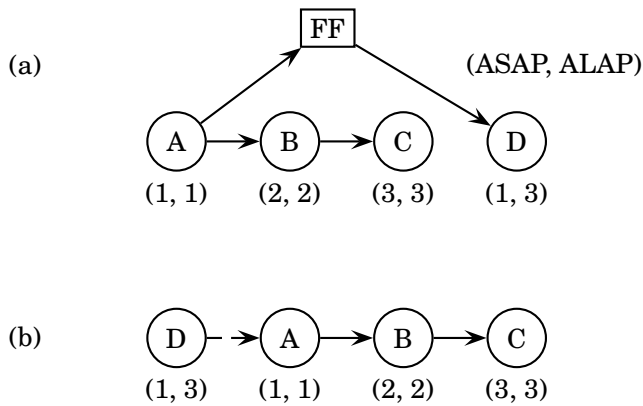 FF
(a) (ASAP, ALAP)
A B C D
(1, 1) (2, 2) (3, 3) (1, 3)
(b) D A B C
(1, 3) (1, 1) (2, 2) (3, 3)